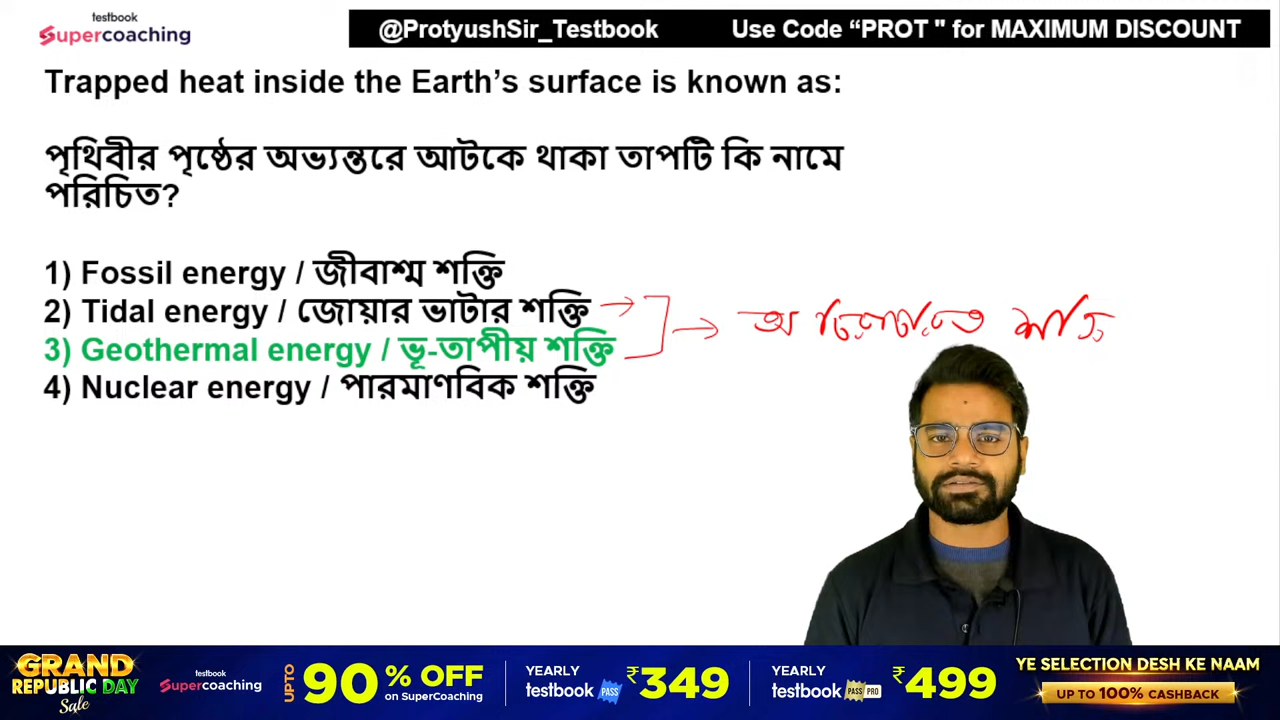 testbook
Supercoaching
@ProtyushSir_Testbook
Use Code “PROT " for MAXIMUM DISCOUNT
Trapped heat inside the Earth’s surface is known as:
পৃথিবীর পৃষ্ঠের অভ্যন্তরে আটকে থাকা তাপটি কি নামে
পরিচিত?
1) Fossil energy / জীবাশ্ম শক্তি
2) Tidal energy / জোয়ার ভাটার শক্তি
অচিরাচরিত শক্তি
3) Geothermal energy / ভূ-তাপীয় শক্তি
4) Nuclear energy / পারমাণবিক শক্তি
GRAND
REPUBLIC DAY
Sale
testbook
Supercoaching
UPTO
90% OFF
on SuperCoaching
YEARLY
testbook PASS
₹349
YEARLY
testbook PASS PRO
₹499
YE SELECTION DESH KE NAAM
UP TO 100% CASHBACK